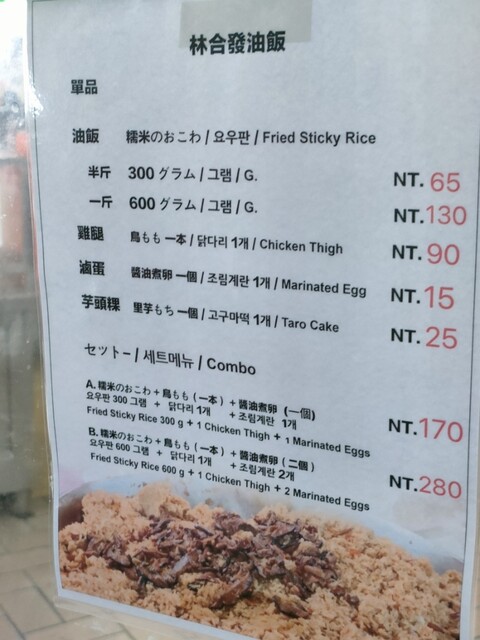 林合發油飯
單品
油飯 糯米のおこわ / 요우판 / Fried Sticky Rice
半斤 300 グラム / 그램 / G. NT. 65
一斤 600 グラム / 그램 / G. NT. 130
雞腿 鳥もも 一本 / 닭다리 1개 / Chicken Thigh NT. 90
滷蛋 醬油煮卵 一個 / 조림계란 1개 / Marinated Egg NT. 15
芋頭粿 里芋もち 一個 / 고구마떡 1개 / Taro Cake NT. 25
セットー / 세트메뉴 / Combo
A. 糯米のおこわ + 鳥もも (一本) + 醬油煮卵 (一個)
요우판 300 그램 + 닭다리 1개 + 조림계란 1개
Fried Sticky Rice 300 g + 1 Chicken Thigh + 1 Marinated Eggs NT. 170
B. 糯米のおこわ + 鳥もも (一本) + 醬油煮卵 (二個)
요우판 600 그램 + 닭다리 1개 + 조림계란 2개
Fried Sticky Rice 600 g + 1 Chicken Thigh + 2 Marinated Eggs NT. 280